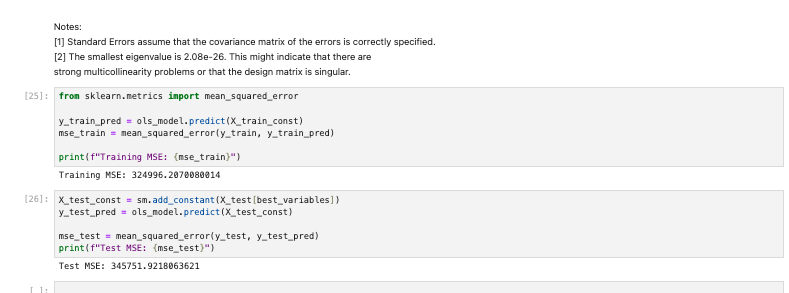 Notes:
[1] Standard Errors assume that the covariance matrix of the errors is correctly specified.
[2] The smallest eigenvalue is 2.08e-26. This might indicate that there are
strong multicollinearity problems or that the design matrix is singular.
[25]: from sklearn.metrics import mean_squared_error
y_train_pred = ols_model.predict(X_train_const)
mse_train = mean_squared_error(y_train, y_train_pred)
print(f"Training MSE: {mse_train}")
Training MSE: 324996.2070080014
[26]: X_test_const = sm.add_constant(X_test[best_variables])
y_test_pred = ols_model.predict(X_test_const)
mse_test = mean_squared_error(y_test, y_test_pred)
print(f"Test MSE: {mse_test}")
Test MSE: 345751.9218063621
[ ]: